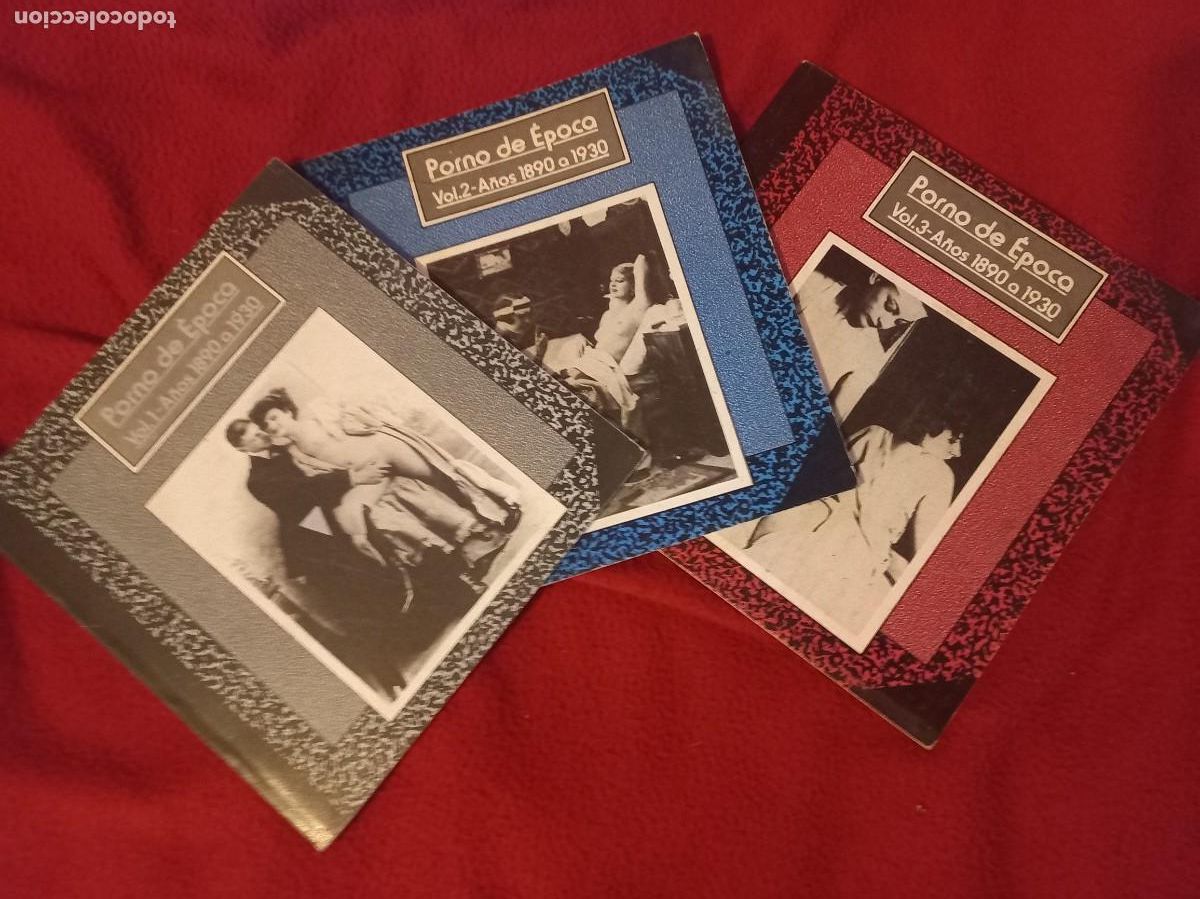 todocoleccion
Porno de Época
Vol.1-Años 1890 a 1930
Porno de Época
Vol.2-Años 1890 a 1930
Porno de Época
Vol.3-Años 1890 a 1930